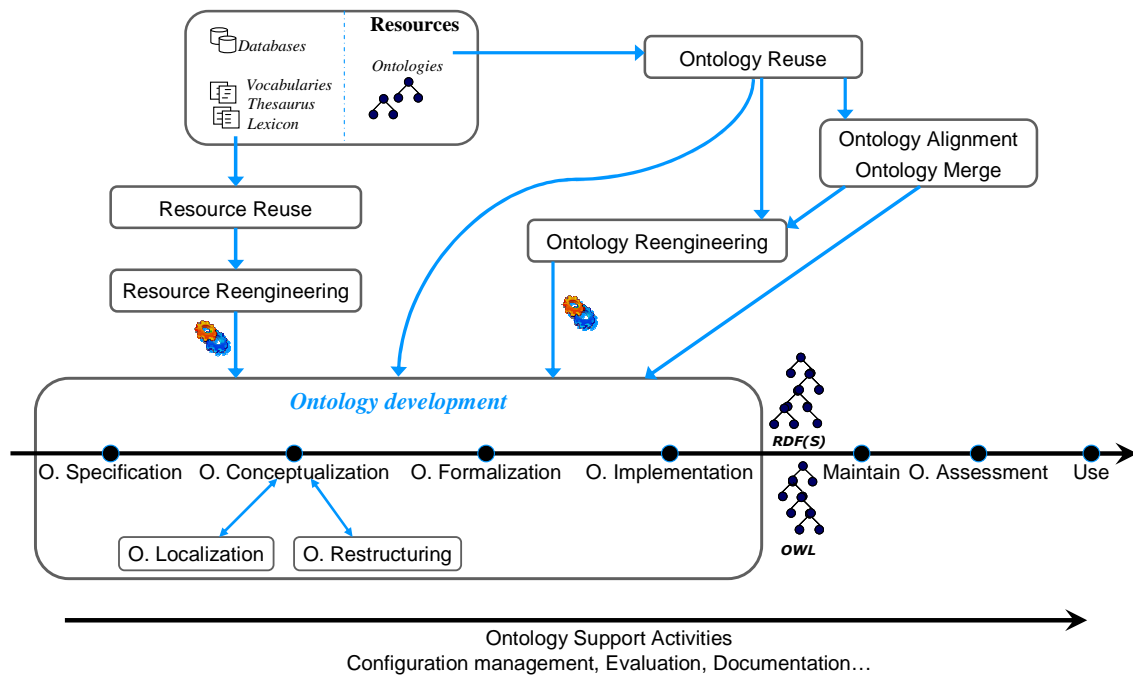 Resources
Databases
Ontologies
Vocabularies
Thesaurus
Lexicon
Ontology Reuse
Ontology Alignment
Ontology Merge
Resource Reuse
Ontology Reengineering
Resource Reengineering
Ontology development
RDF(S)
O. Specification
O. Conceptualization
O. Formalization
O. Implementation
Maintain
O. Assessment
Use
O. Localization
O. Restructuring
OWL
Ontology Support Activities
Configuration management, Evaluation, Documentation…